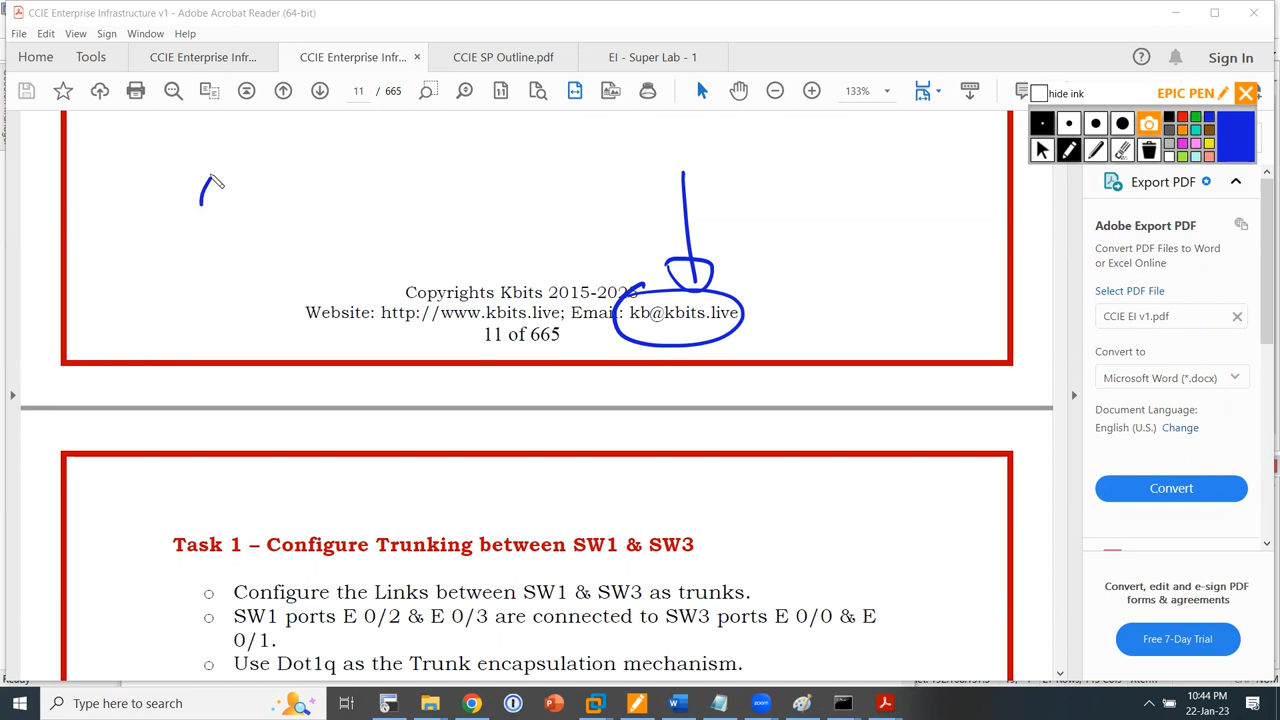 CCIE Enterprise Infrastructure v1 - Adobe Acrobat Reader (64-bit)
File Edit View Sign Window Help
Home Tools CCIE Enterprise Infr... CCIE Enterprise Infr... × CCIE SP Outline.pdf EI - Super Lab - 1 Sign In
11 / 665 133% hide ink EPIC PEN
Export PDF
Adobe Export PDF
Convert PDF Files to Word
or Excel Online
Select PDF File
CCIE EI v1.pdf
Convert to
Microsoft Word (*.docx)
Document Language:
English (U.S.) Change
Convert
Convert, edit and e-sign PDF
forms & agreements
Free 7-Day Trial
Copyrights Kbits 2015-2023
Website: http://www.kbits.live; Email: kb@kbits.live
11 of 665
Task 1 – Configure Trunking between SW1 & SW3
o Configure the Links between SW1 & SW3 as trunks.
o SW1 ports E 0/2 & E 0/3 are connected to SW3 ports E 0/0 & E
0/1.
o Use Dot1q as the Trunk encapsulation mechanism.
Type here to search
10:44 PM
22-Jan-23